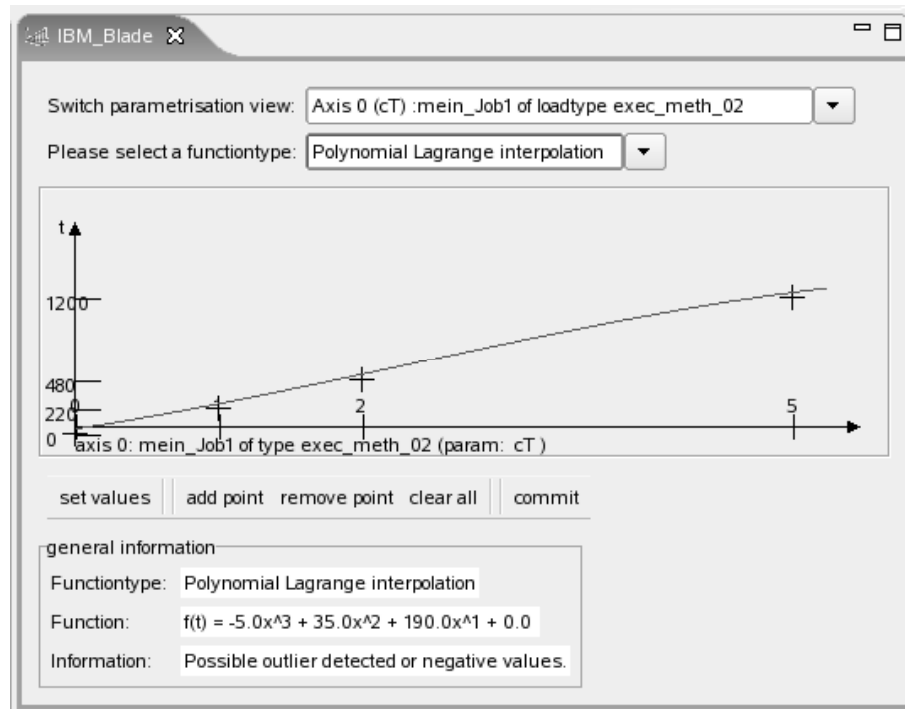 IBM_Blade
Switch parametrisation view: Axis 0 (cT) :mein_Job1 of loadtype exec_meth_02
Please select a functiontype: Polynomial Lagrange interpolation
t
1200
480
0 2 5
220
0
axis 0: mein_Job1 of type exec_meth_02 (param: cT )
set values add point remove point clear all commit
general information
Functiontype: Polynomial Lagrange interpolation
Function: f(t) = -5.0x^3 + 35.0x^2 + 190.0x^1 + 0.0
Information: Possible outlier detected or negative values.